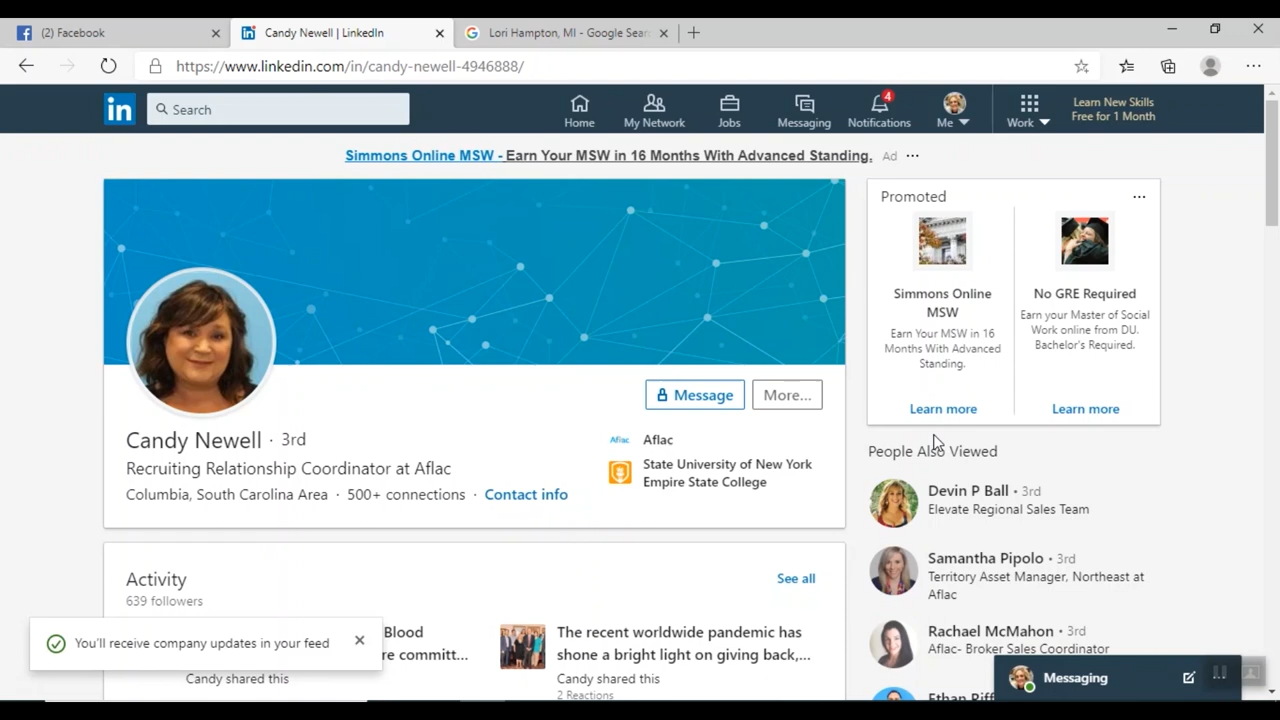 (2) Facebook
Candy Newell | LinkedIn
Lori Hampton, MI - Google Sear
https://www.linkedin.com/in/candy-newell-4946888/
in
Search
Home
My Network
Jobs
Messaging
4
Notifications
Me
Work
Learn New Skills
Free for 1 Month
Simmons Online MSW - Earn Your MSW in 16 Months With Advanced Standing. Ad
Candy Newell · 3rd
Recruiting Relationship Coordinator at Aflac
Columbia, South Carolina Area · 500+ connections · Contact info
Message
More...
Aflac
Aflac
State University of New York
Empire State College
Activity
639 followers
See all
Blood
re committ...
Candy shared this
The recent worldwide pandemic has
shone a bright light on giving back,...
Candy shared this
2 Reactions
You'll receive company updates in your feed
Promoted
Simmons Online
MSW
Earn Your MSW in 16
Months With Advanced
Standing.
Learn more
No GRE Required
Earn your Master of Social
Work online from DU.
Bachelor's Required.
Learn more
People Also Viewed
Devin P Ball • 3rd
Elevate Regional Sales Team
Samantha Pipolo • 3rd
Territory Asset Manager, Northeast at
Aflac
Rachael McMahon • 3rd
Aflac- Broker Sales Coordinator
Ethan
Messaging